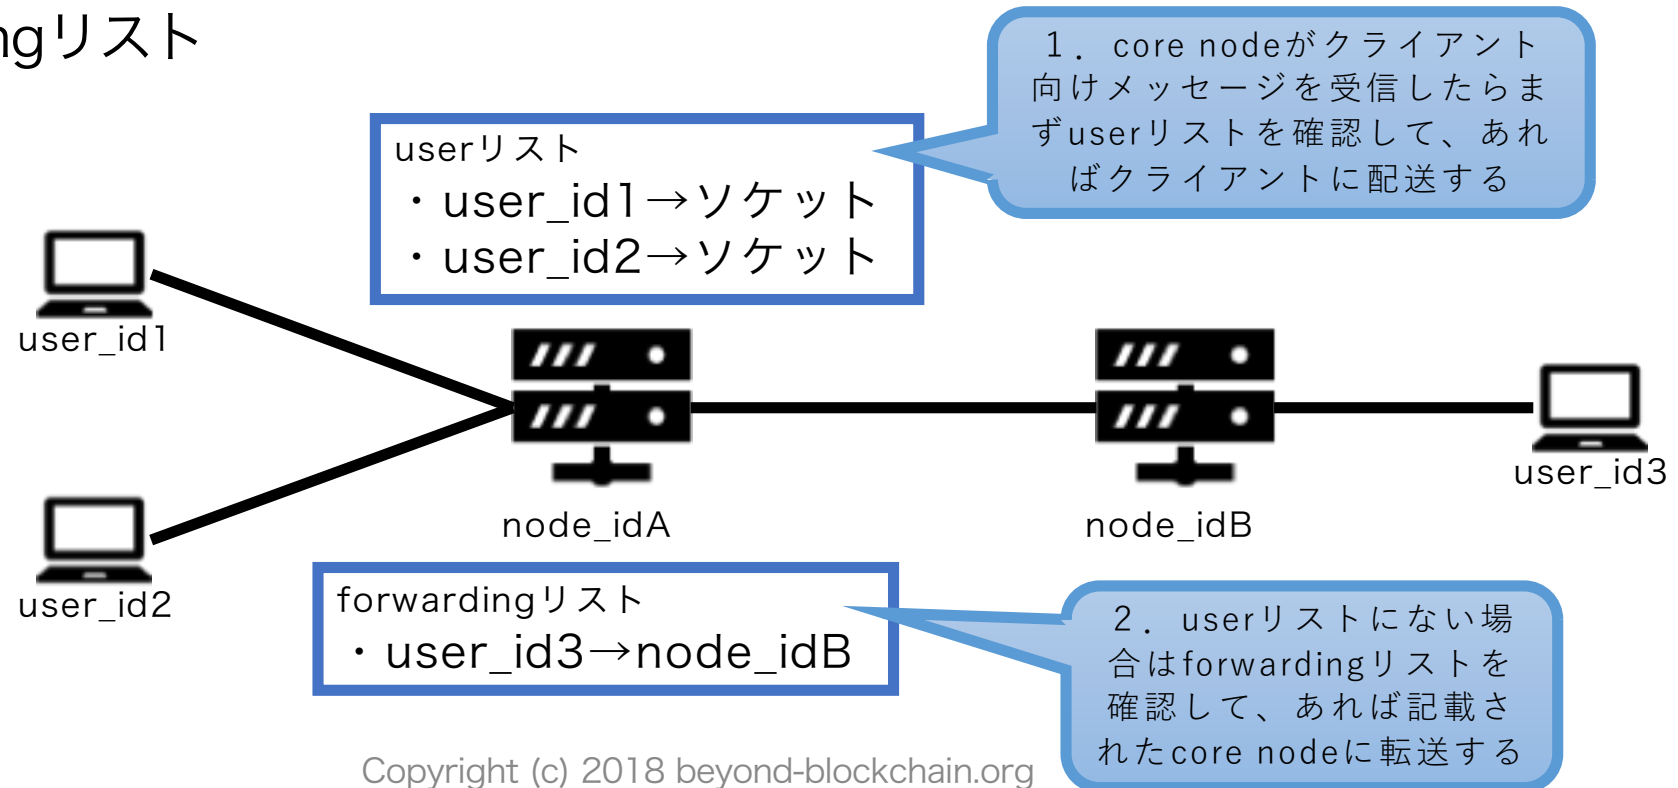 ngリスト
1．core nodeがクライアント
向けメッセージを受信したらま
ずuserリストを確認して、あれ
ばクライアントに配送する
userリスト
・user_id1→ソケット
・user_id2→ソケット
user_id1
user_id2
node_idA
node_idB
user_id3
forwardingリスト
・user_id3→node_idB
2．userリストにない場
合はforwardingリストを
確認して、あれば記載さ
れたcore nodeに転送する
Copyright (c) 2018 beyond-blockchain.org